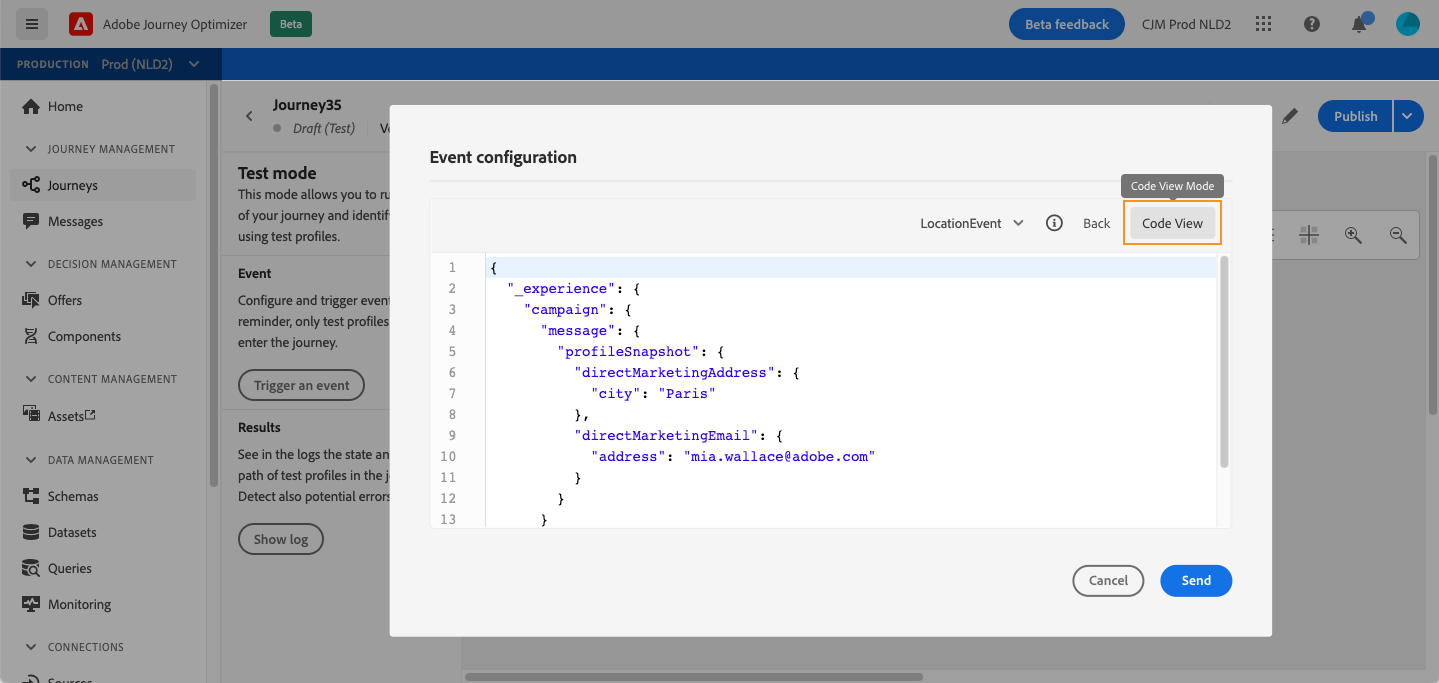 Adobe Journey Optimizer
Beta
Beta feedback
CJM Prod NLD2
PRODUCTION Prod (NLD2)
Home
JOURNEY MANAGEMENT
Journeys
Messages
DECISION MANAGEMENT
Offers
Components
CONTENT MANAGEMENT
Assets
DATA MANAGEMENT
Schemas
Datasets
Queries
Monitoring
CONNECTIONS
Sources
Journey35
Draft (Test)
Publish
Test mode
This mode allows you to
of your journey and
using test profiles.
Event
Configure and trigger
reminder, only test profiles
enter the journey.
Trigger an event
Results
See in the logs the state
path of test profiles in the
Detect also potential errors
Show log
Event configuration
Code View Mode
LocationEvent
Back
Code View
1 {
2 "_experience": {
3 "campaign": {
4 "message": {
5 "profileSnapshot": {
6 "directMarketingAddress": {
7 "city": "Paris"
8 },
9 "directMarketingEmail": {
10 "address": "mia.wallace@adobe.com"
11 }
12 }
13 }
Cancel
Send